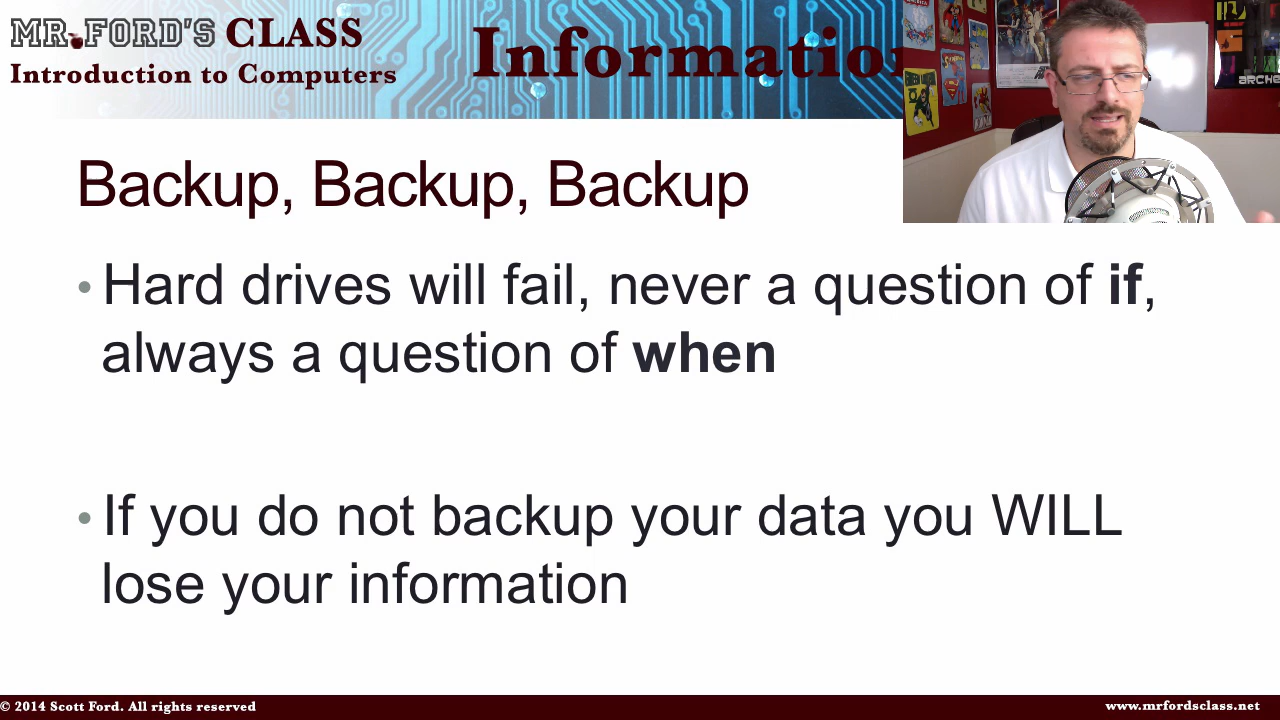 MR.FORD'S CLASS
Introduction to Computers
Backup, Backup, Backup
• Hard drives will fail, never a question of if,
always a question of when
• If you do not backup your data you WILL
lose your information
© 2014 Scott Ford. All rights reserved
www.mrfordsclass.net